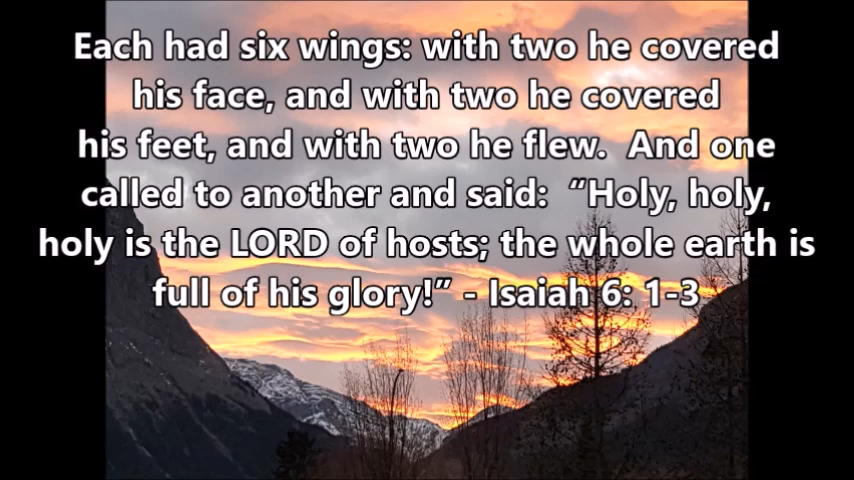 Each had six wings: with two he covered
his face, and with two he covered
his feet, and with two he flew.  And one
called to another and said:  “Holy, holy,
holy is the LORD of hosts; the whole earth is
full of his glory!” - Isaiah 6: 1-3